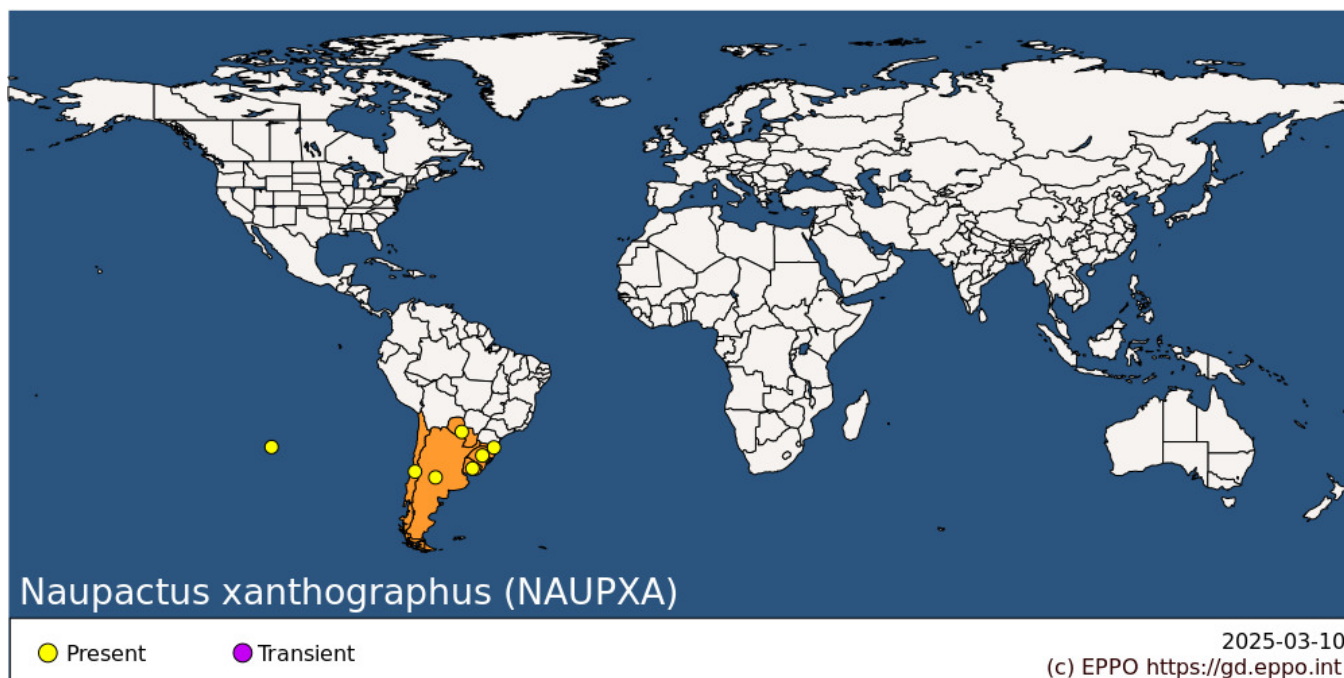 Naupactus xanthographus (NAUPXA)
Present
Transient
2025-03-10
(c) EPPO https://gd.eppo.int